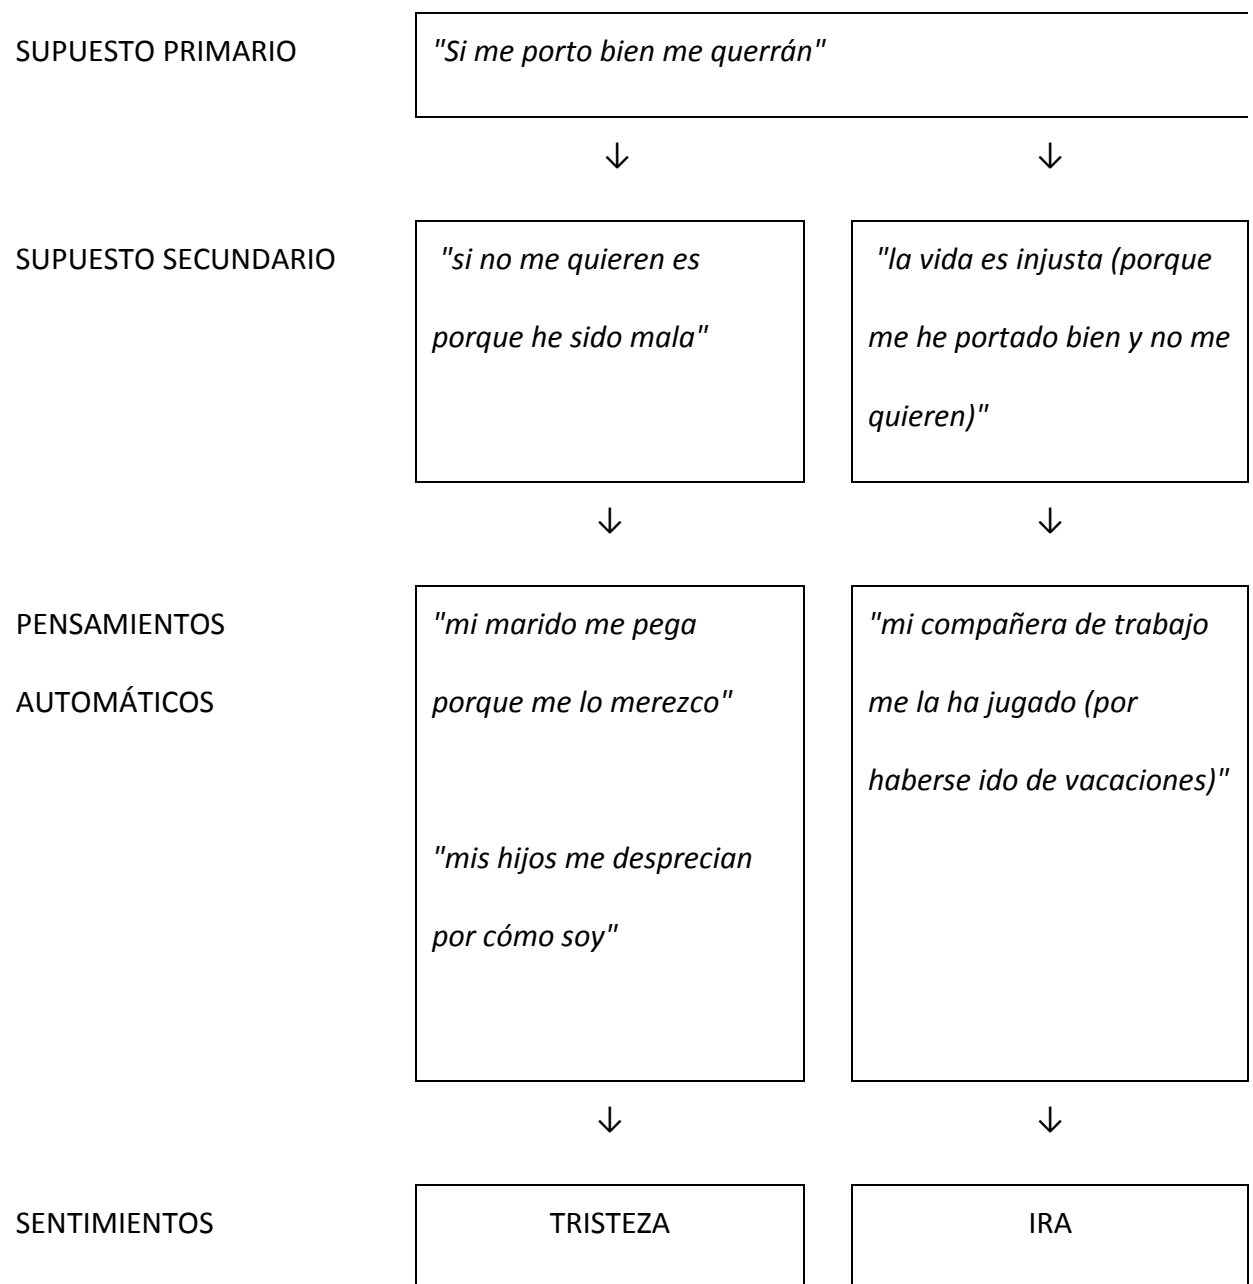 SUPUESTO PRIMARIO
"Si me porto bien me querrán"
↓ ↓
SUPUESTO SECUNDARIO
"si no me quieren es
porque he sido mala"
"la vida es injusta (porque
me he portado bien y no me
quieren)"
↓ ↓
PENSAMIENTOS
AUTOMÁTICOS
"mi marido me pega
porque me lo merezco"
"mis hijos me desprecian
por cómo soy"
"mi compañera de trabajo
me la ha jugado (por
haberse ido de vacaciones)"
↓ ↓
SENTIMIENTOS
TRISTEZA
IRA